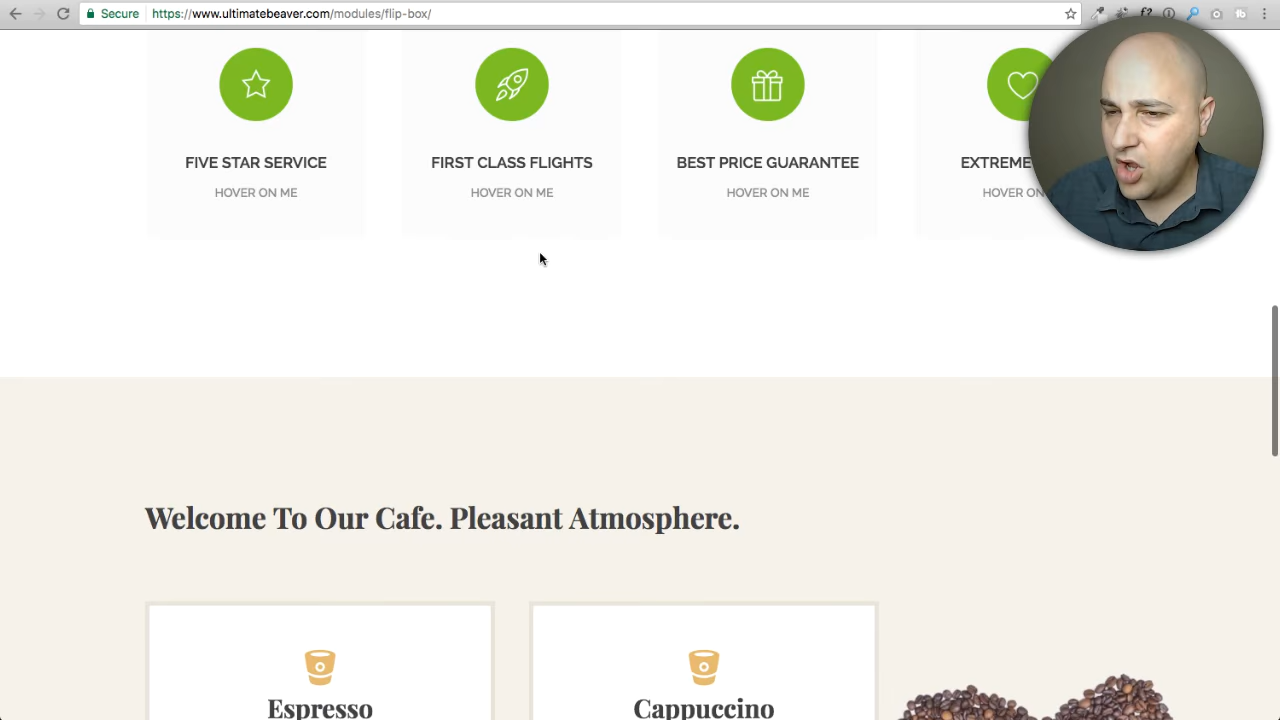 Secure https://www.ultimatebeaver.com/modules/flip-box/
f?
FIVE STAR SERVICE
FIRST CLASS FLIGHTS
BEST PRICE GUARANTEE
EXTREME
HOVER ON ME
HOVER ON ME
HOVER ON ME
HOVER ON
Welcome To Our Cafe. Pleasant Atmosphere.
Espresso
Cappuccino